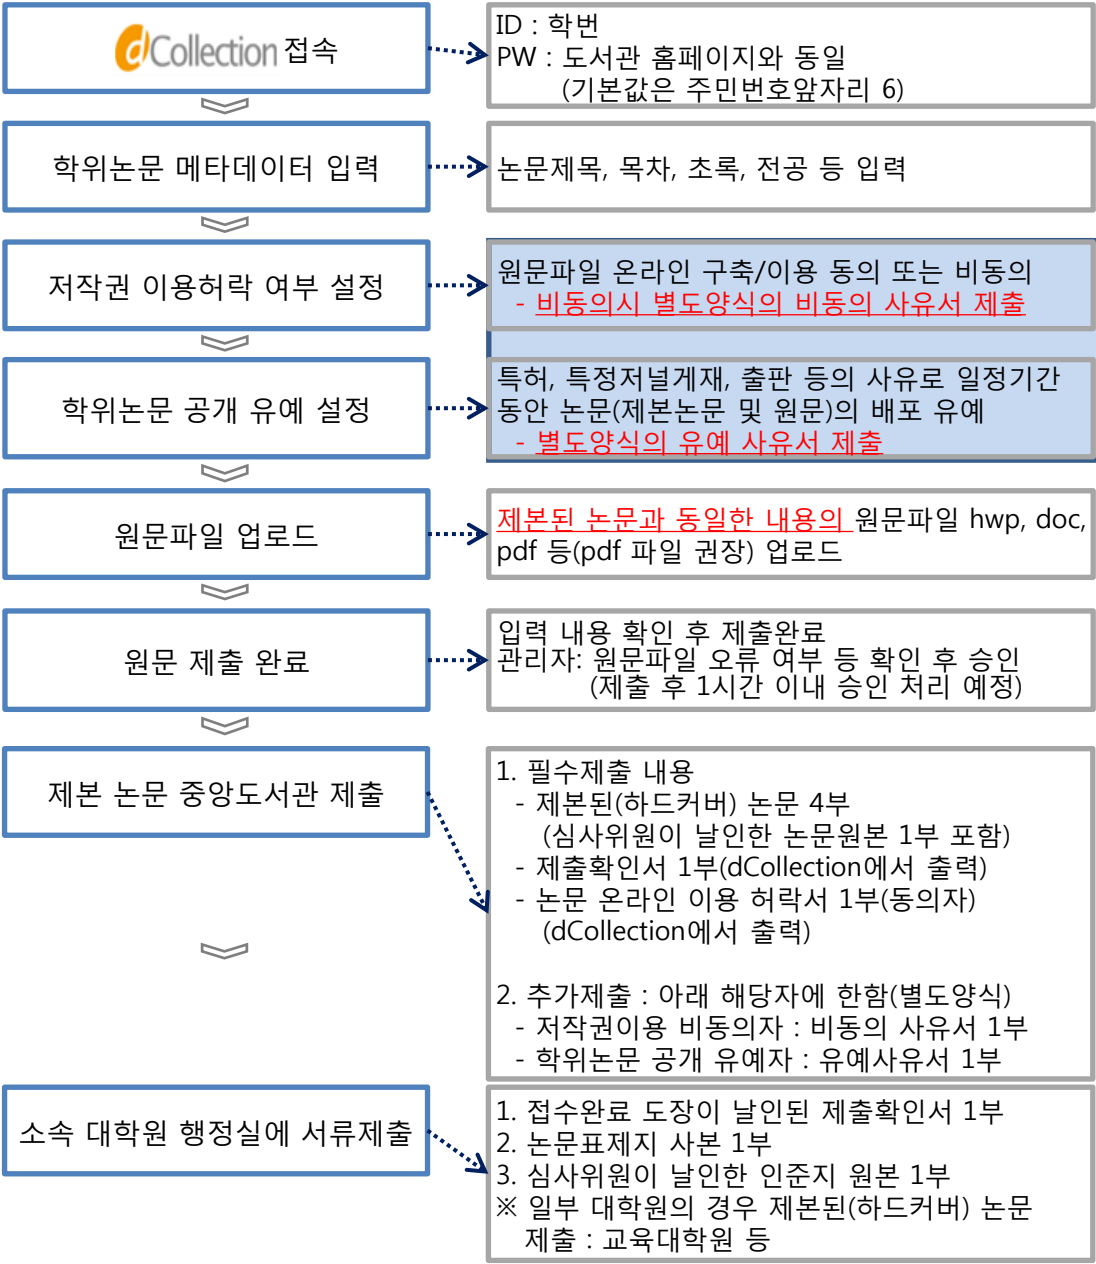 dCollection 접속
ID : 학번
PW : 도서관 홈페이지와 동일
(기본값은 주민번호앞자리 6)
학위논문 메타데이터 입력
논문제목, 목차, 초록, 전공 등 입력
저작권 이용허락 여부 설정
원문파일 온라인 구축/이용 동의 또는 비동의
- 비동의시 별도양식의 비동의 사유서 제출
학위논문 공개 유예 설정
특허, 특정저널게재, 출판 등의 사유로 일정기간
동안 논문(제본논문 및 원문)의 배포 유예
- 별도양식의 유예 사유서 제출
원문파일 업로드
제본된 논문과 동일한 내용의 원문파일 hwp, doc,
pdf 등(pdf 파일 권장) 업로드
원문 제출 완료
입력 내용 확인 후 제출완료
관리자: 원문파일 오류 여부 등 확인 후 승인
(제출 후 1시간 이내 승인 처리 예정)
제본 논문 중앙도서관 제출
1. 필수제출 내용
- 제본된(하드커버) 논문 4부
(심사위원이 날인한 논문원본 1부 포함)
- 제출확인서 1부(dCollection에서 출력)
- 논문 온라인 이용 허락서 1부(동의자)
(dCollection에서 출력)
2. 추가제출 : 아래 해당자에 한함(별도양식)
- 저작권이용 비동의자 : 비동의 사유서 1부
- 학위논문 공개 유예자 : 유예사유서 1부
소속 대학원 행정실에 서류제출
1. 접수완료 도장이 날인된 제출확인서 1부
2. 논문표제지 사본 1부
3. 심사위원이 날인한 인준지 원본 1부
※ 일부 대학원의 경우 제본된(하드커버) 논문
제출 : 교육대학원 등